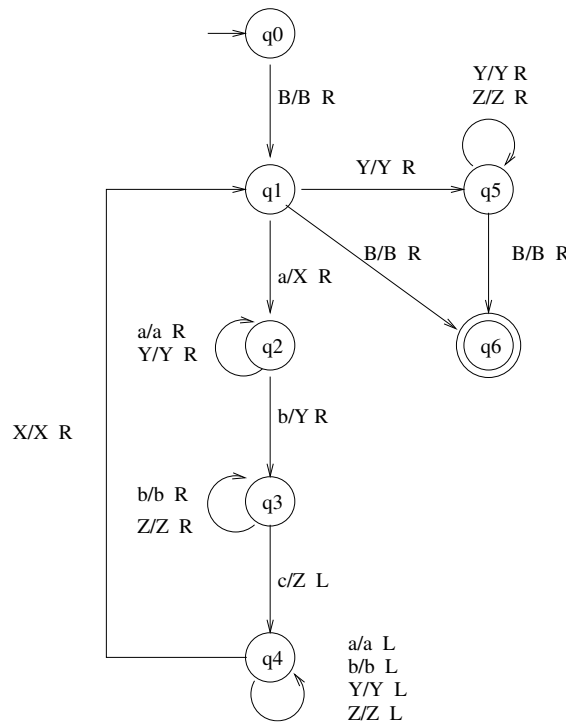 q0
Y/Y R
Z/Z R
B/B R
Y/Y R
q1
q5
B/B R
B/B R
a/X R
a/a R
Y/Y R
q2
q6
b/Y R
X/X R
b/b R
Z/Z R
q3
c/Z L
q4
a/a L
b/b L
Y/Y L
Z/Z L